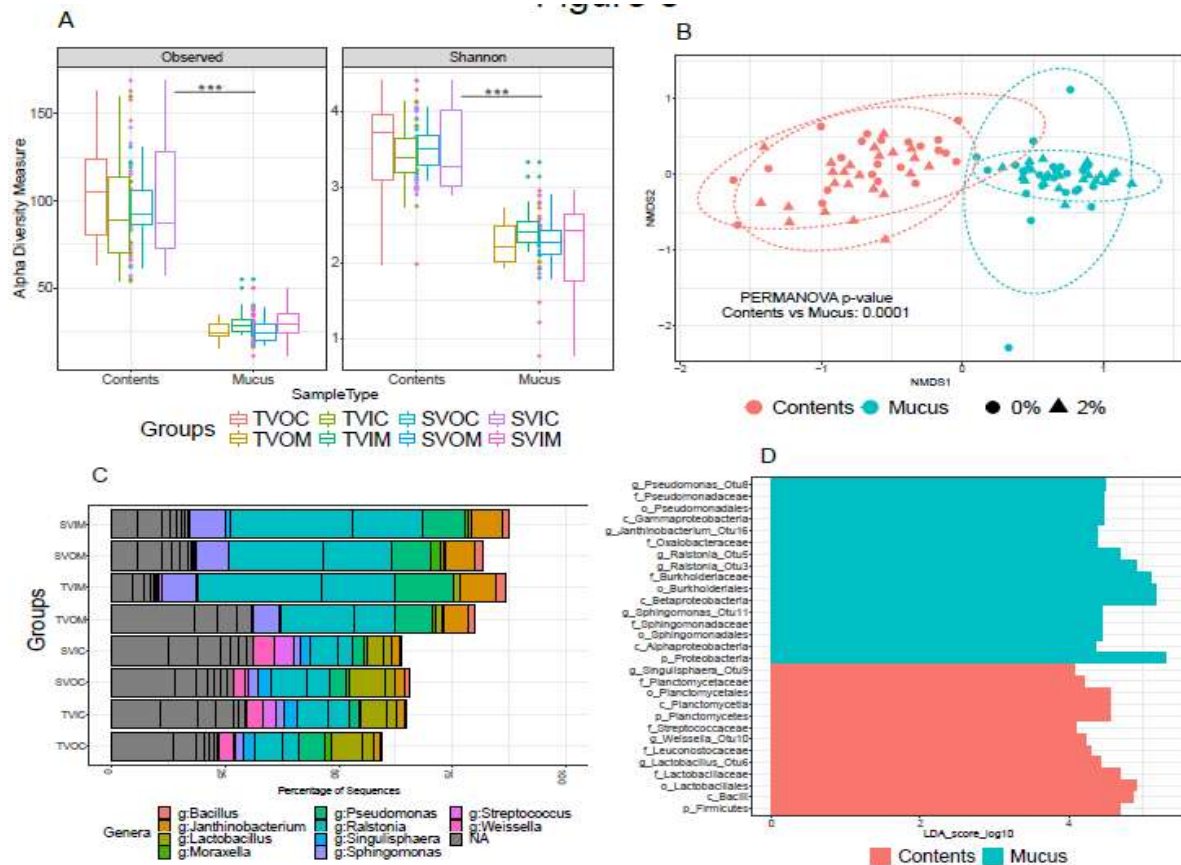 A
Observed
Shannon
***
***
Alpha Diversity Measure
150
100
50
4
3
2
1
Contents
Mucus
Contents
Mucus
SampleType
Groups
TVOC
TVIC
SVOC
SVIC
TVOM
TVIM
SVOM
SVIM
B
NMDS2
1
0
−1
−2
PERMANOVA p-value
Contents vs Mucus: 0.0001
−2
−1
0
1
NMDS1
Contents
Mucus
0%
2%
C
Groups
SVIM
SVOM
TVIM
TVOM
SVIC
SVOC
TVIC
TVOC
0
100
Percentage of Sequences
Genera
g:Bacillus
g:Janthinobacterium
g:Lactobacillus
g:Moraxella
g:Pseudomonas
g:Ralstonia
g:Singulisphaera
g:Sphingomonas
g:Streptococcus
g:Weissella
NA
D
g_Pseudomonas_Otu8
f_Pseudomonadaceae
o_Pseudomonadales
c_Gammaproteobacteria
g_Janthinobacterium_Otu16
f_Oxalobacteraceae
g_Ralstonia_Otu5
g_Ralstonia_Otu3
f_Burkholderiaceae
o_Burkholderiales
c_Betaproteobacteria
g_Sphingomonas_Otu11
f_Sphingomonadaceae
o_Sphingomonadales
c_Alphaproteobacteria
p_Proteobacteria
g_Singulisphaera_Otu9
f_Planctomycetaceae
o_Planctomycetales
c_Planctomycetia
p_Planctomycetes
f_Streptococcaceae
g_Weissella_Otu10
f_Leuconostocaceae
g_Lactobacillus_Otu6
f_Lactobacillaceae
o_Lactobacillales
c_Bacilli
p_Firmicutes
0
2
4
LDA_score_log10
Contents
Mucus